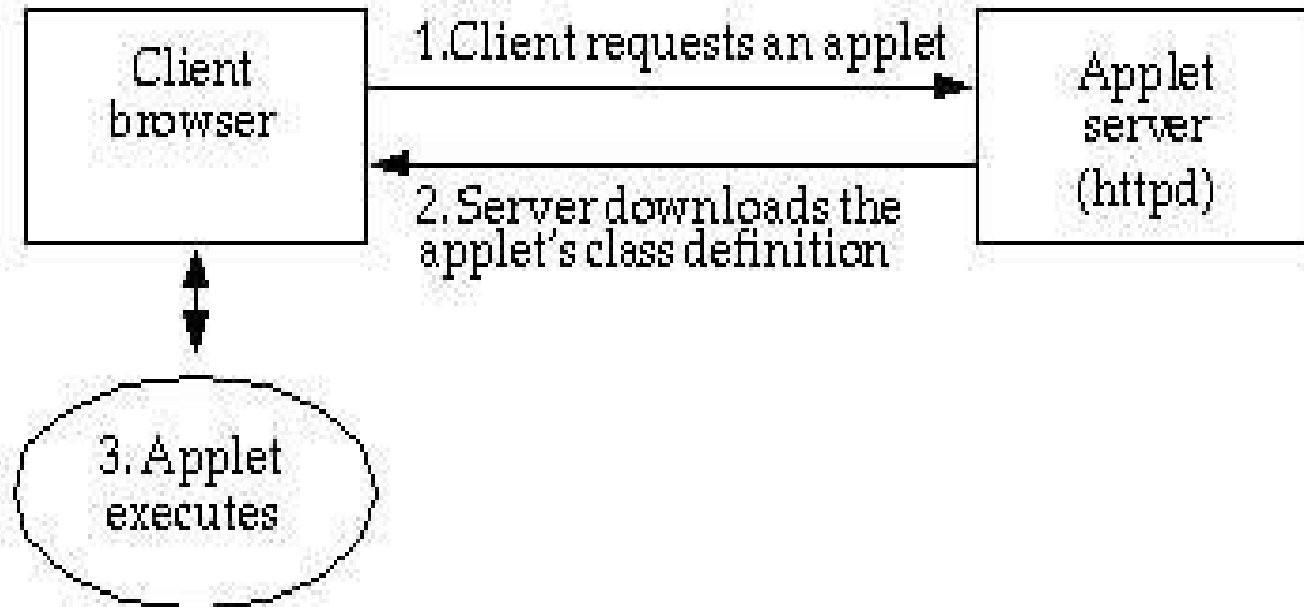 Client
browser
1.Client requests an applet
Applet
server
(httpd)
2. Server downloads the
applet's class definition
3. Applet
executes